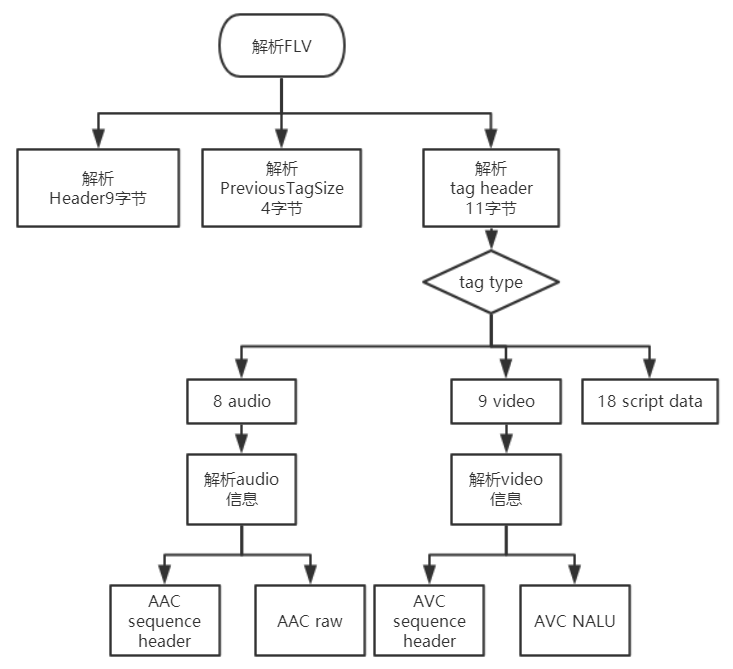 解析FLV
解析
Header9字节
解析
PreviousTagSize
4字节
解析
tag header
11字节
tag type
8 audio
9 video
18 script data
解析audio
信息
解析video
信息
AAC
sequence
header
AAC raw
AVC
sequence
header
AVC NALU